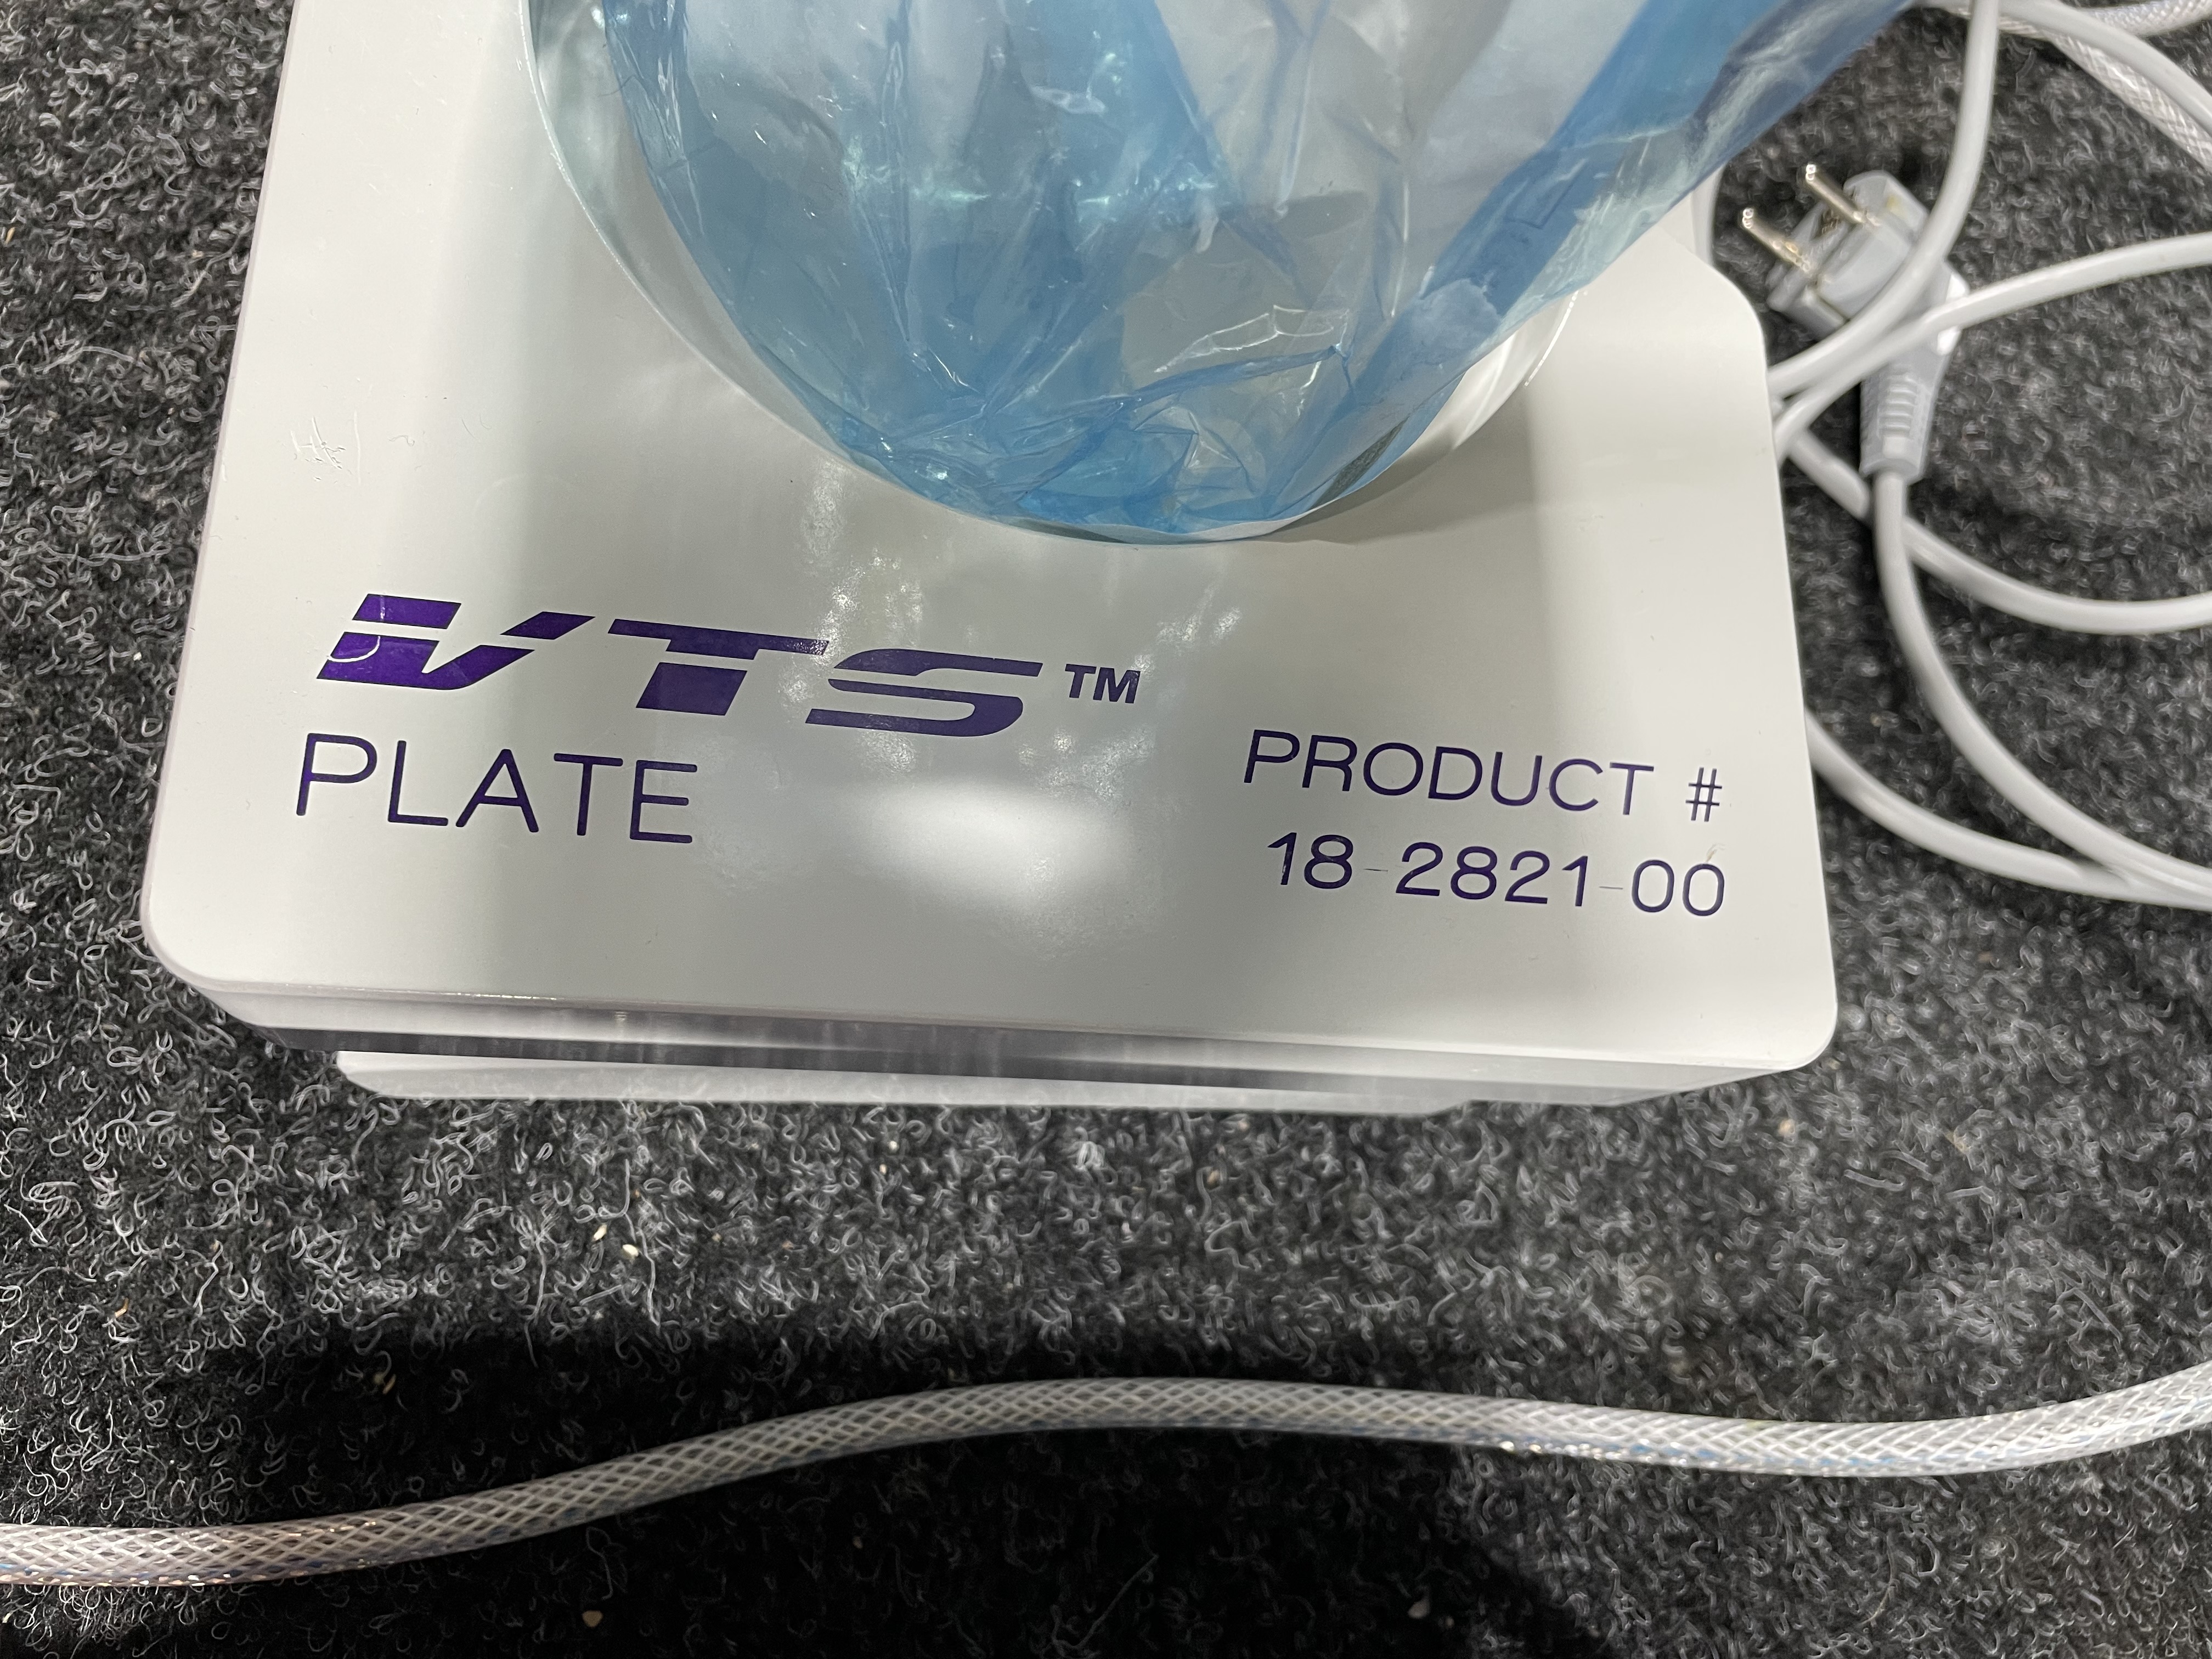 VTS™
PLATE
PRODUCT #
18-2821-00